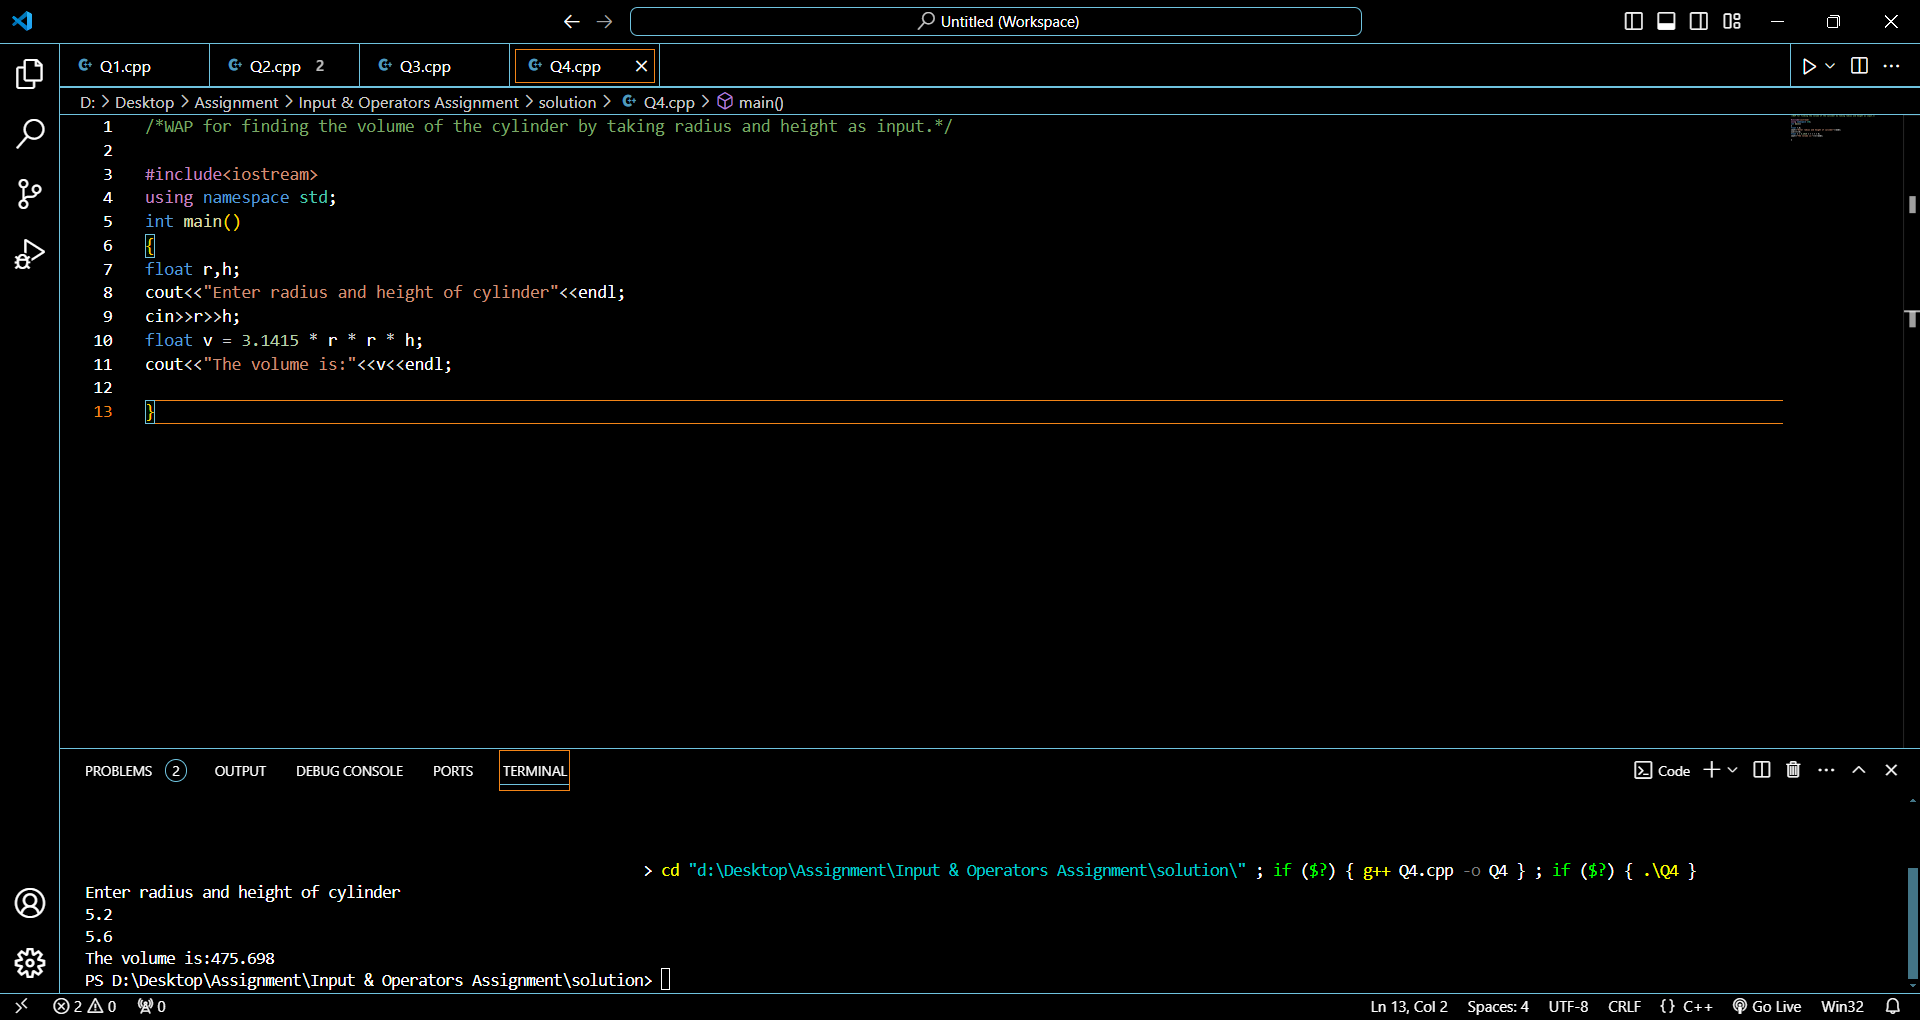 Untitled (Workspace)
Q1.cpp
Q2.cpp 2
Q3.cpp
Q4.cpp
D: > Desktop > Assignment > Input & Operators Assignment > solution > Q4.cpp > main()
1 /*WAP for finding the volume of the cylinder by taking radius and height as input.*/
2
3 #include<iostream>
4 using namespace std;
5 int main()
6 {
7 float r,h;
8 cout<<"Enter radius and height of cylinder"<<endl;
9 cin>>r>>h;
10 float v = 3.1415 * r * r * h;
11 cout<<"The volume is:"<<v<<endl;
12
13 }
PROBLEMS 2 OUTPUT DEBUG CONSOLE PORTS TERMINAL
Code
> cd "d:\Desktop\Assignment\Input & Operators Assignment\solution\" ; if ($?) { g++ Q4.cpp -o Q4 } ; if ($?) { .\Q4 }
Enter radius and height of cylinder
5.2
5.6
The volume is:475.698
PS D:\Desktop\Assignment\Input & Operators Assignment\solution>
2 0 0 Ln 13, Col 2 Spaces: 4 UTF-8 CRLF {} C++ Go Live Win32